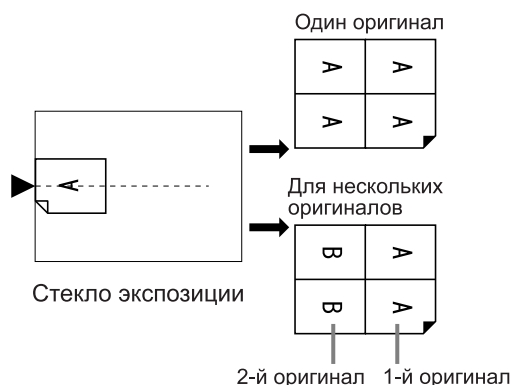 Один оригинал
A A
A A
A
Для нескольких
оригиналов
B A
B A
Стекло экспозиции
2-й оригинал 1-й оригинал